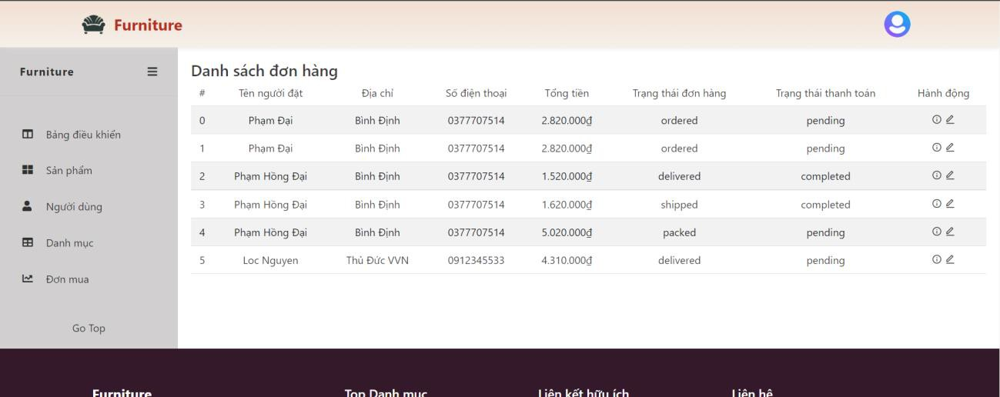 Furniture
Furniture
Bảng điều khiển
Sản phẩm
Người dùng
Danh mục
Đơn mua
Go Top
Danh sách đơn hàng
# Tên người đặt Địa chỉ Số điện thoại Tổng tiền Trạng thái đơn hàng Trạng thái thanh toán Hành động
0 Phạm Đại Bình Định 0377707514 2.820.000₫ ordered pending
1 Phạm Đại Bình Định 0377707514 2.820.000₫ ordered pending
2 Phạm Hồng Đại Bình Định 0377707514 1.520.000₫ delivered completed
3 Phạm Hồng Đại Bình Định 0377707514 1.620.000₫ shipped completed
4 Phạm Hồng Đại Bình Định 0377707514 5.020.000₫ packed pending
5 Loc Nguyen Thủ Đức VVN 0912345533 4.310.000₫ delivered pending
Furniture Top Danh mục Liên kết hữu ích Liên hệ